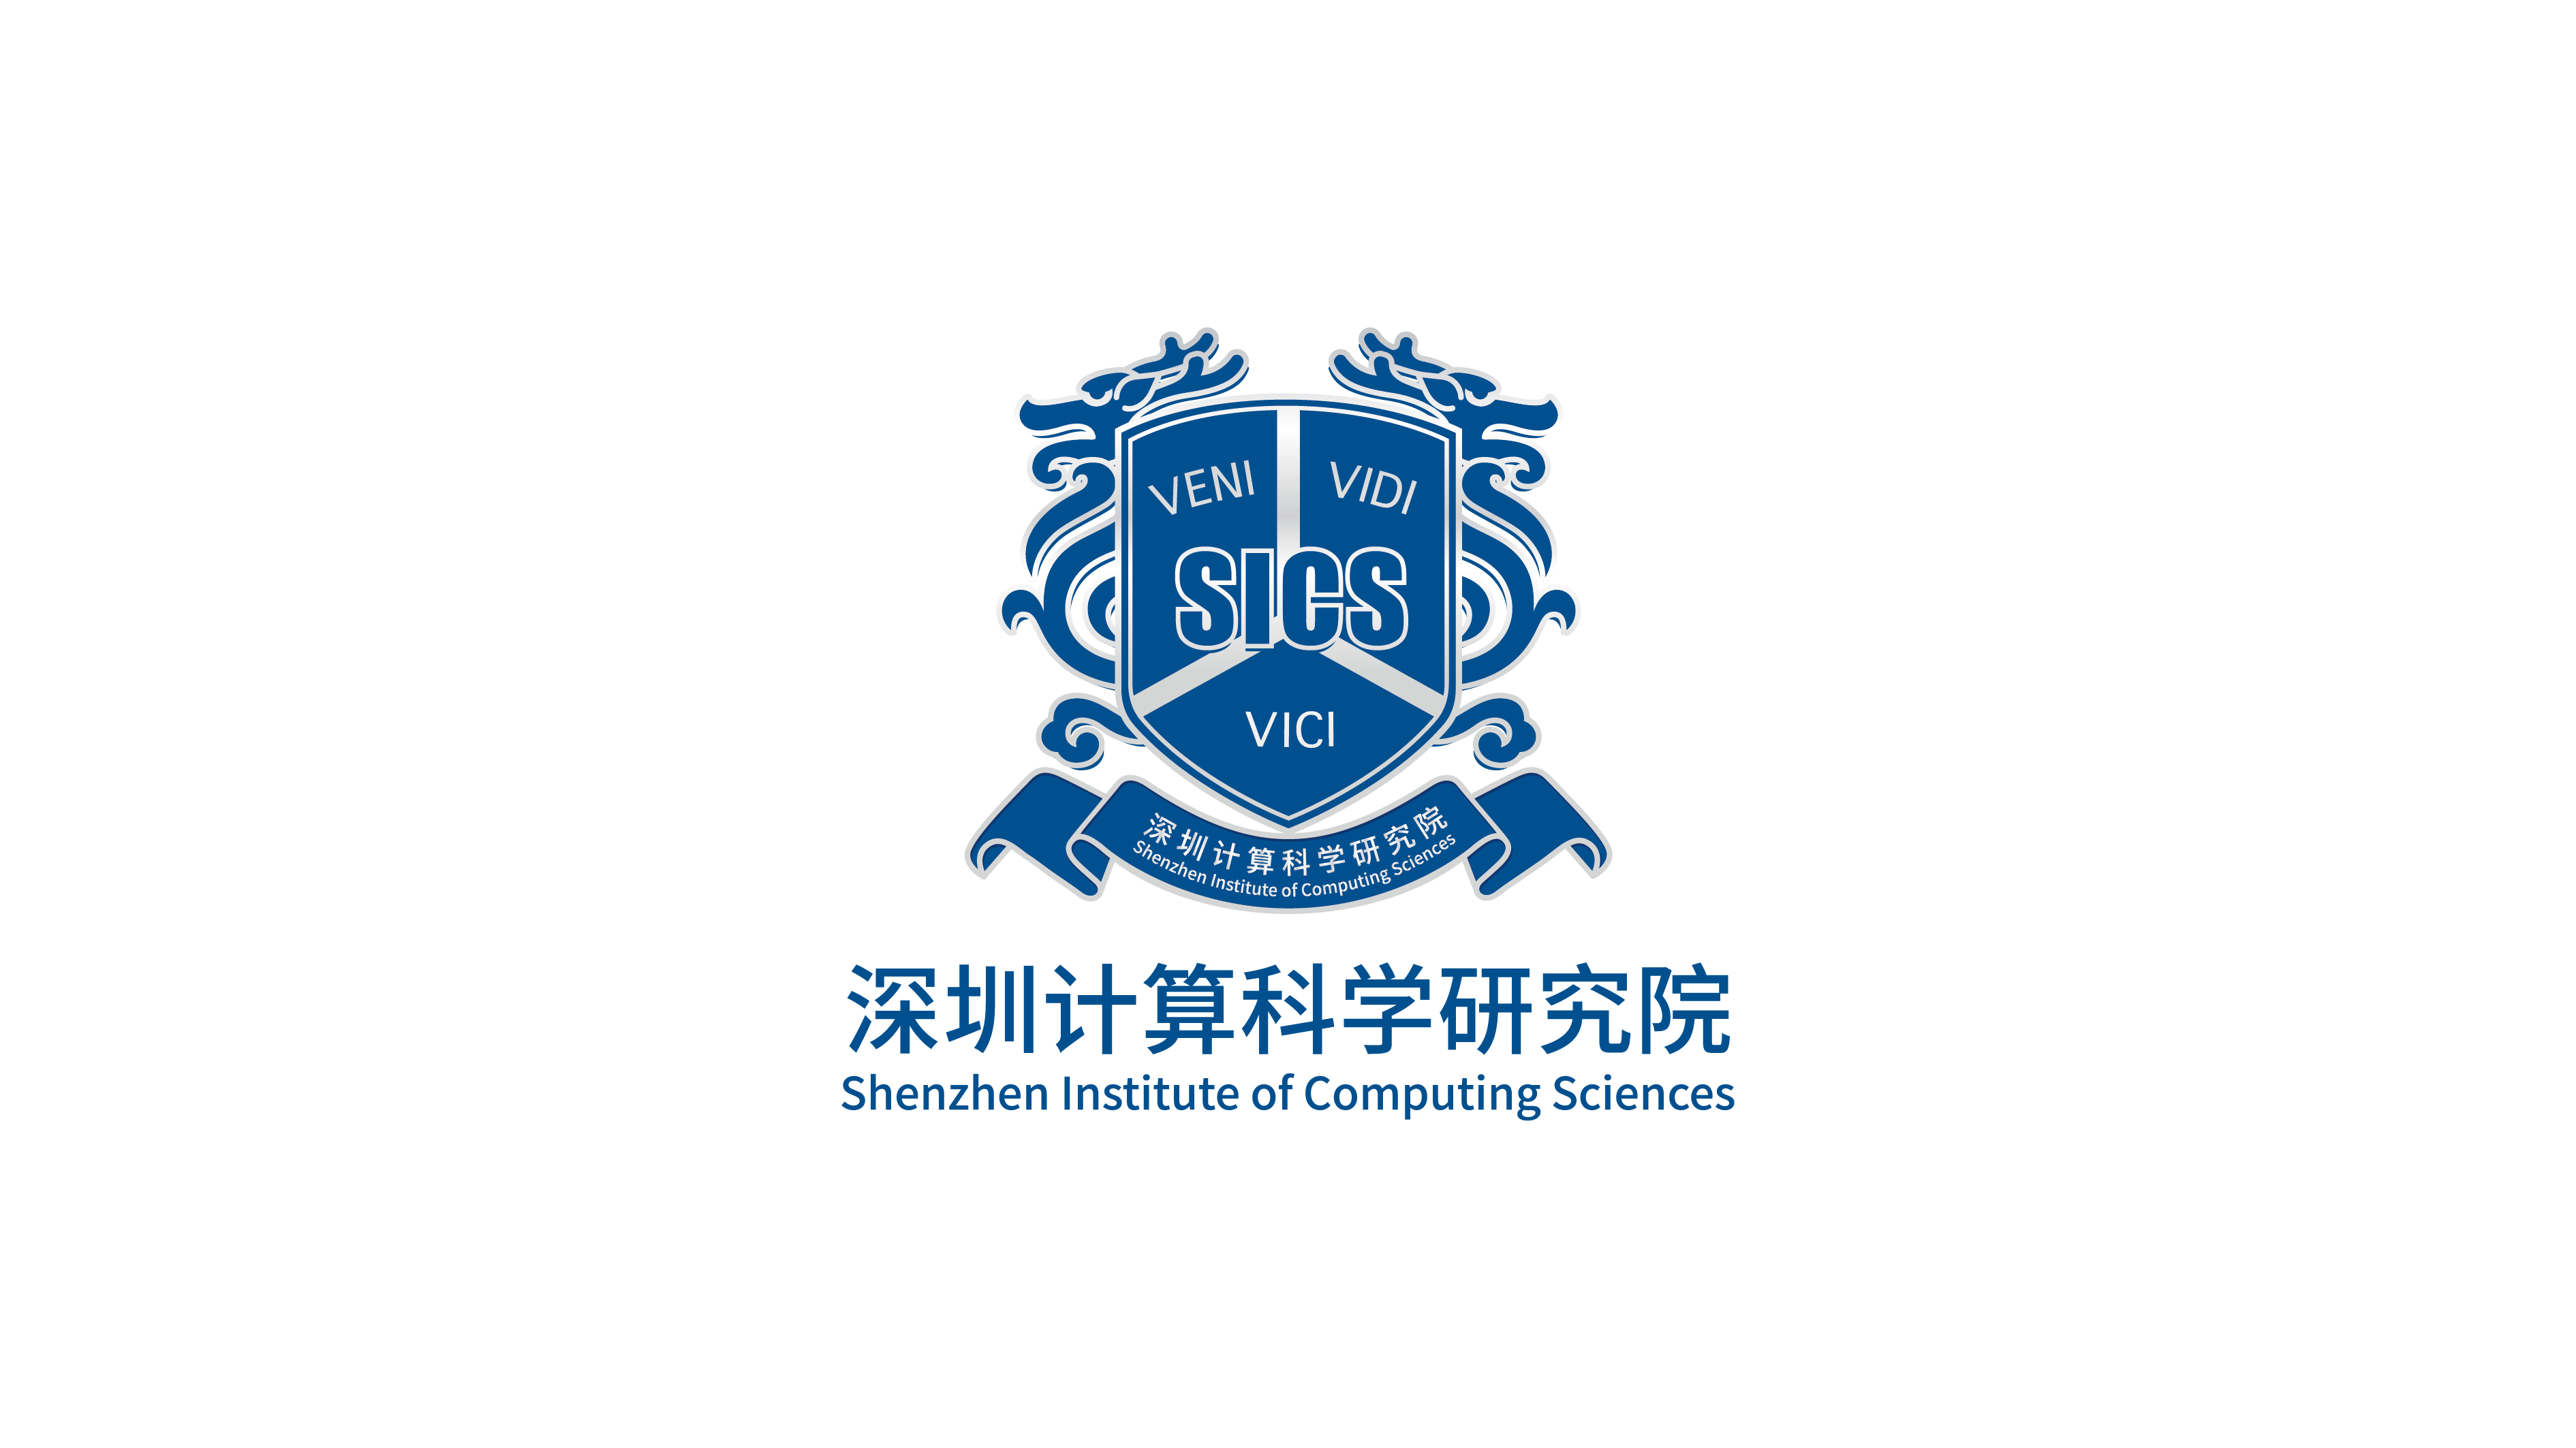 VENI
VIDI
SICS
VICI
深圳计算科学研究院
Shenzhen Institute of Computing Sciences
深圳计算科学研究院
Shenzhen Institute of Computing Sciences